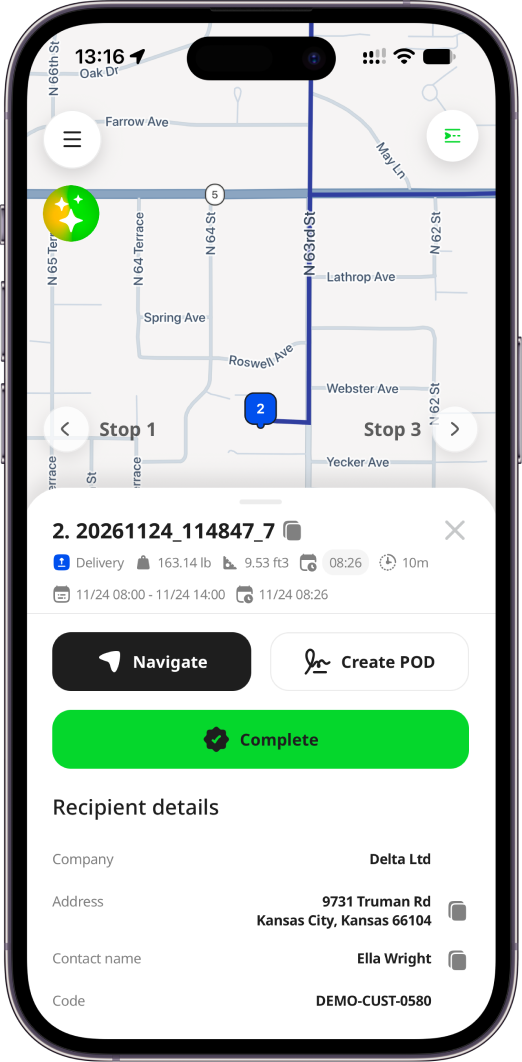 13:16
N 66th St
Oak Dr
Farrow Ave
May Ln
5
N 65 Terr
N 64 Terrace
N 64 St
N 63rd St
N 62 St
Lathrop Ave
Spring Ave
Roswell Ave
Webster Ave
N 62 St
2
Stop 1
Stop 3
Yecker Ave
errace
St
errace
2. 20261124_114847_7
Delivery 163.14 lb 9.53 ft3 08:26 10m
11/24 08:00 - 11/24 14:00 11/24 08:26
Navigate
Create POD
Complete
Recipient details
Company Delta Ltd
Address 9731 Truman Rd
Kansas City, Kansas 66104
Contact name Ella Wright
Code DEMO-CUST-0580